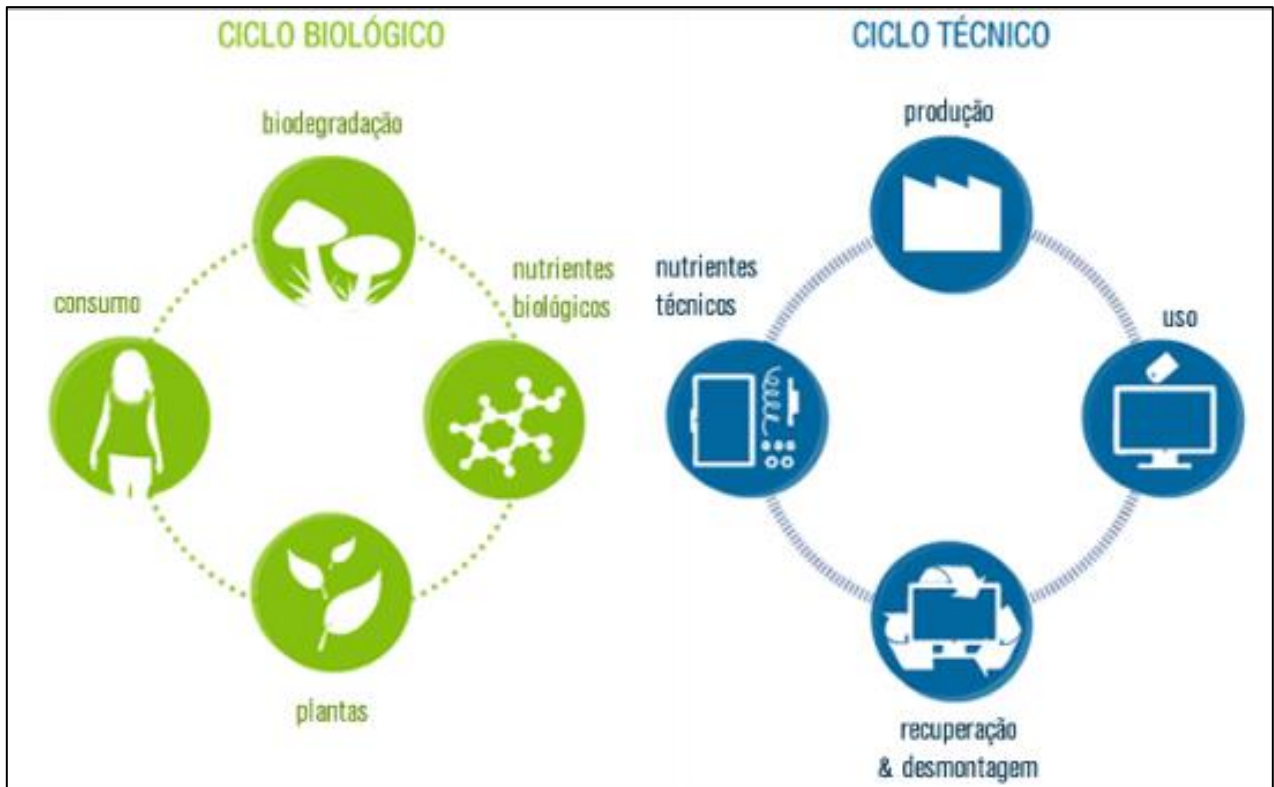 CICLO BIOLÓGICO
biodegradação
nutrientes
biológicos
consumo
plantas
CICLO TÉCNICO
produção
nutrientes
técnicos
uso
recuperação
& desmontagem